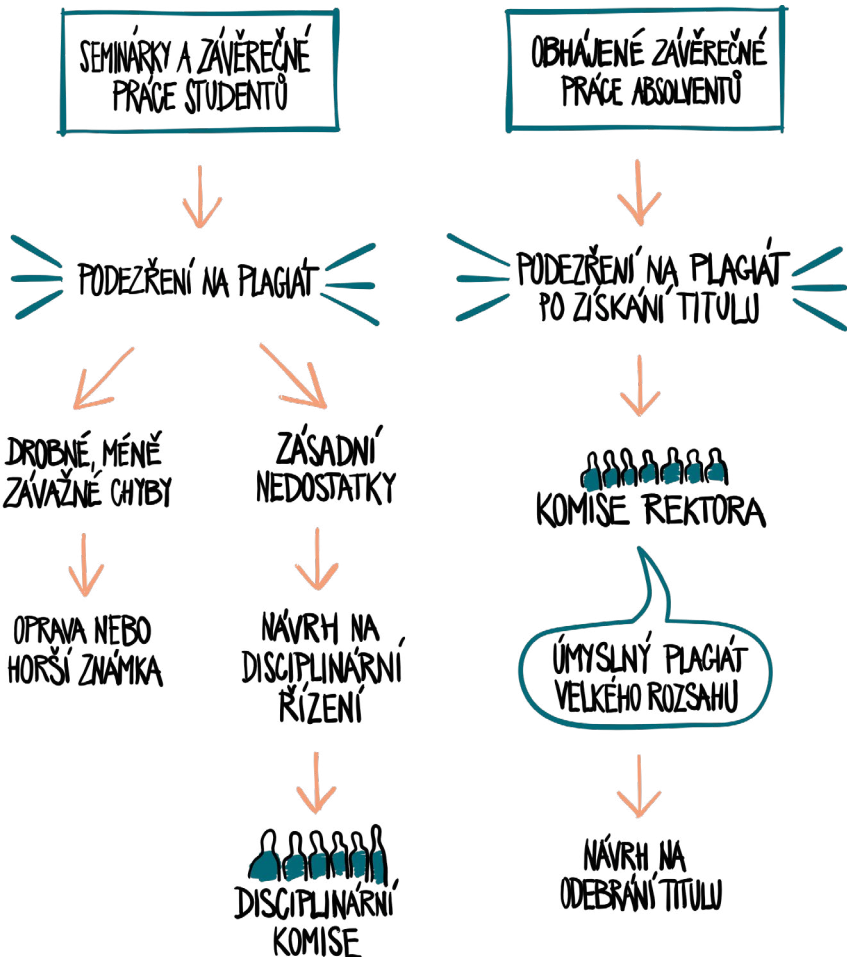 SEMINÁRKY A ZÁVĚREČNÉ
PRÁCE STUDENTŮ
PODEZŘENÍ NA PLAGIÁT
DROBNÉ, MÉNĚ
ZÁVAŽNÉ CHYBY
OPRAVA NEBO
HORŠÍ ZNÁMKA
ZÁSADNÍ
NEDOSTATKY
NÁVRH NA
DISCIPLINÁRNÍ
ŘÍZENÍ
DISCIPLINÁRNÍ
KOMISE
OBHÁJENÉ ZÁVĚREČNÉ
PRÁCE ABSOLVENTŮ
PODEZŘENÍ NA PLAGIÁT
PO ZÍSKÁNÍ TITULU
KOMISE REKTORA
ÚMYSLNÝ PLAGIÁT
VELKÉHO ROZSAHU
NÁVRH NA
ODEBRÁNÍ TITULU